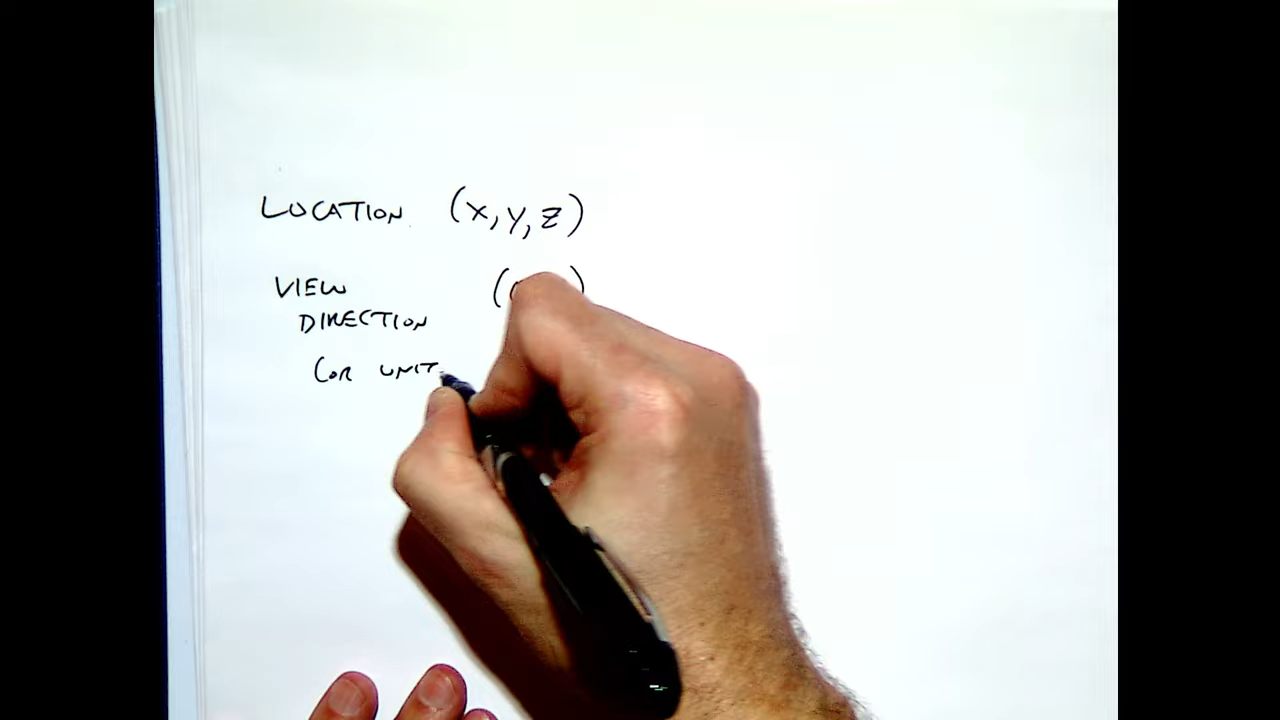 LOCATION (X, Y, Z)
VIEW
DIRECTION
(OR UNIT